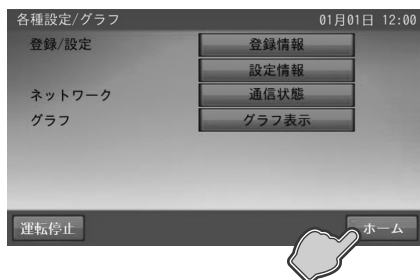 各種設定/グラフ 01月01日 12:00
登録/設定 登録情報
設定情報
ネットワーク 通信状態
グラフ グラフ表示
運転停止 ホーム